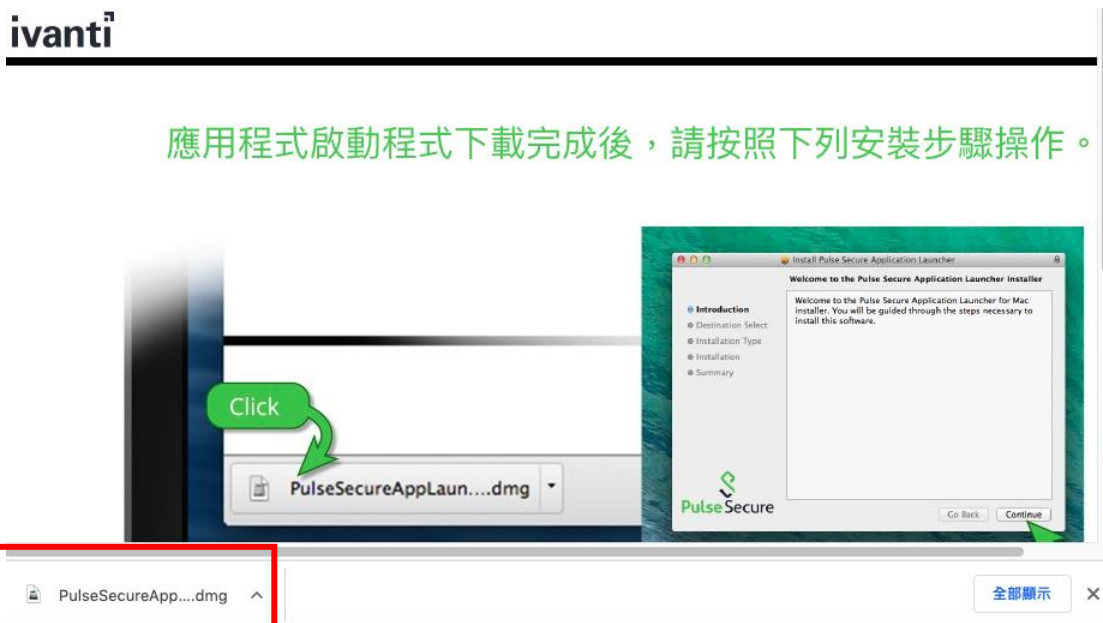 ivanti
應用程式啟動程式下載完成後，請按照下列安裝步驟操作。
Install Pulse Secure Application Launcher
Welcome to the Pulse Secure Application Launcher Installer
Introduction
Destination Select
Installation Type
Installation
Summary
Welcome to the Pulse Secure Application Launcher for Mac
installer. You will be guided through the steps necessary to
install this software.
Click
PulseSecureAppLaun....dmg
Pulse Secure
Go Back
Continue
PulseSecureApp....dmg
全部顯示